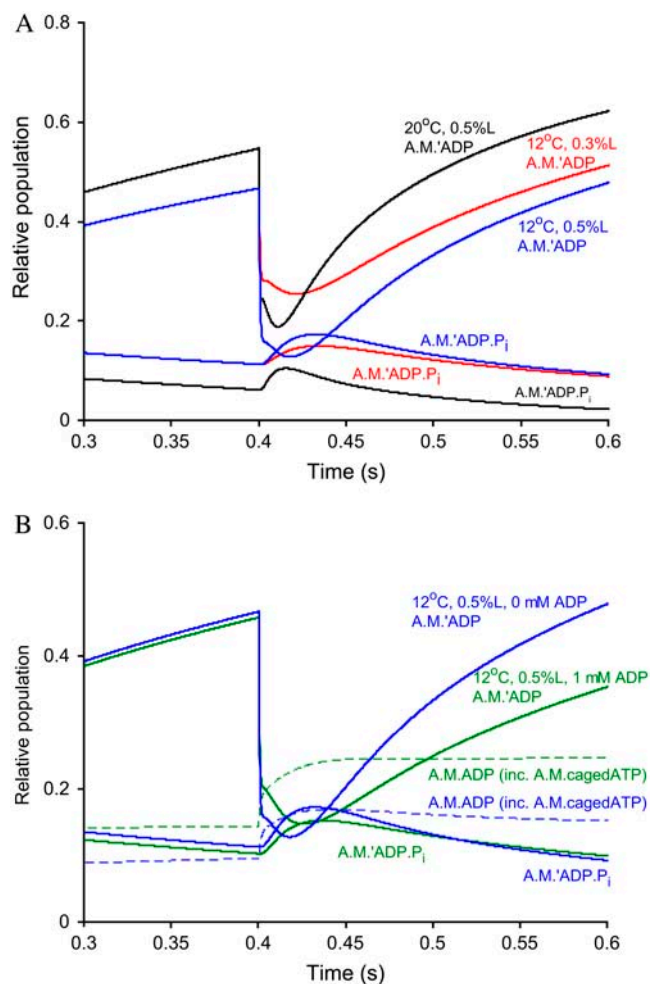 A
0.8
0.6
0.4
0.2
0
Relative population
20°C, 0.5%L
A.M.'ADP
12°C, 0.3%L
A.M.'ADP
12°C, 0.5%L
A.M.'ADP
A.M.'ADP.Pi
A.M.'ADP.Pi
A.M.'ADP.Pi
0.3 0.35 0.4 0.45 0.5 0.55 0.6
Time (s)
B
0.6
0.4
0.2
0
Relative population
12°C, 0.5%L, 0 mM ADP
A.M.'ADP
12°C, 0.5%L, 1 mM ADP
A.M.'ADP
A.M.ADP (inc. A.M.cagedATP)
A.M.ADP (inc. A.M.cagedATP)
A.M.'ADP.Pi
A.M.'ADP.Pi
0.3 0.35 0.4 0.45 0.5 0.55 0.6
Time (s)